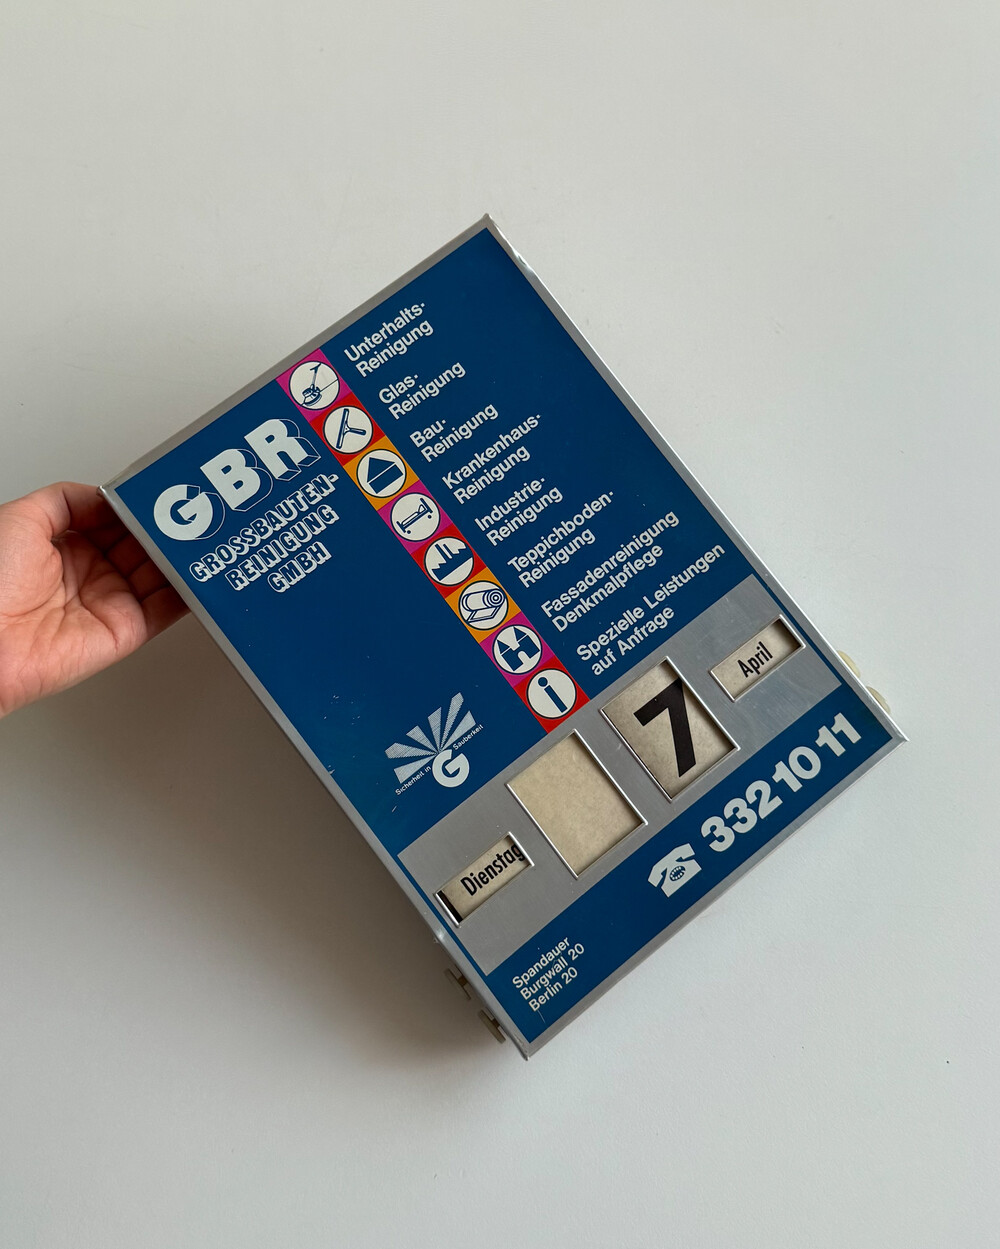 GBR
GROSSBAUTEN-
REINIGUNG
GMBH
Unterhalts-
Reinigung
Glas-
Reinigung
Bau-
Reinigung
Krankenhaus-
Reinigung
Industrie-
Reinigung
Teppichboden-
Reinigung
Fassadenreinigung
Denkmalpflege
Spezielle Leistungen
auf Anfrage
i
Sicherheit in G Sauberkeit
Dienstag
7
April
332 10 11
Spandauer
Burgwall 20
Berlin 20